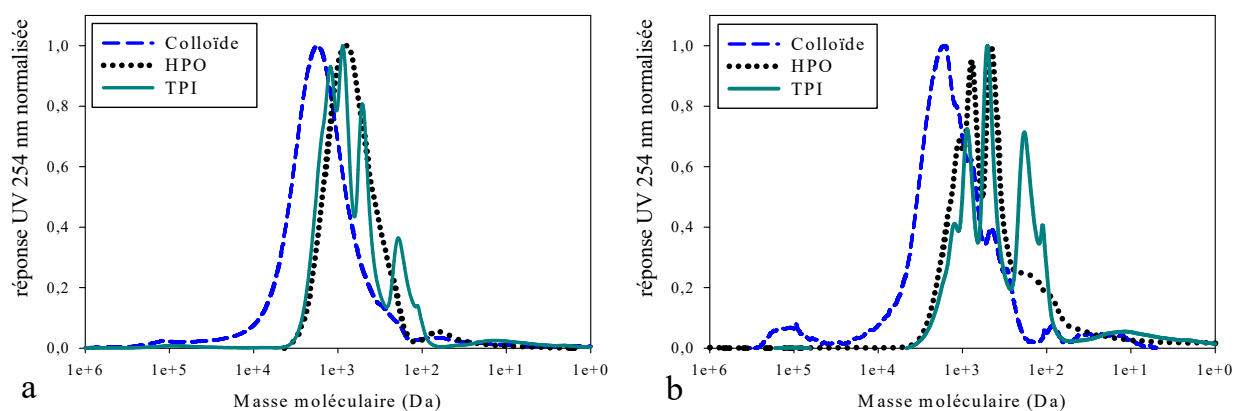 réponse UV 254 nm normalisée
1,0
0,8
0,6
0,4
0,2
0,0
Colloïde
HPO
TPI
1e+6 1e+5 1e+4 1e+3 1e+2 1e+1 1e+0
a
Masse moléculaire (Da)
réponse UV 254 nm normalisée
1,0
0,8
0,6
0,4
0,2
0,0
Colloïde
HPO
TPI
1e+6 1e+5 1e+4 1e+3 1e+2 1e+1 1e+0
b
Masse moléculaire (Da)